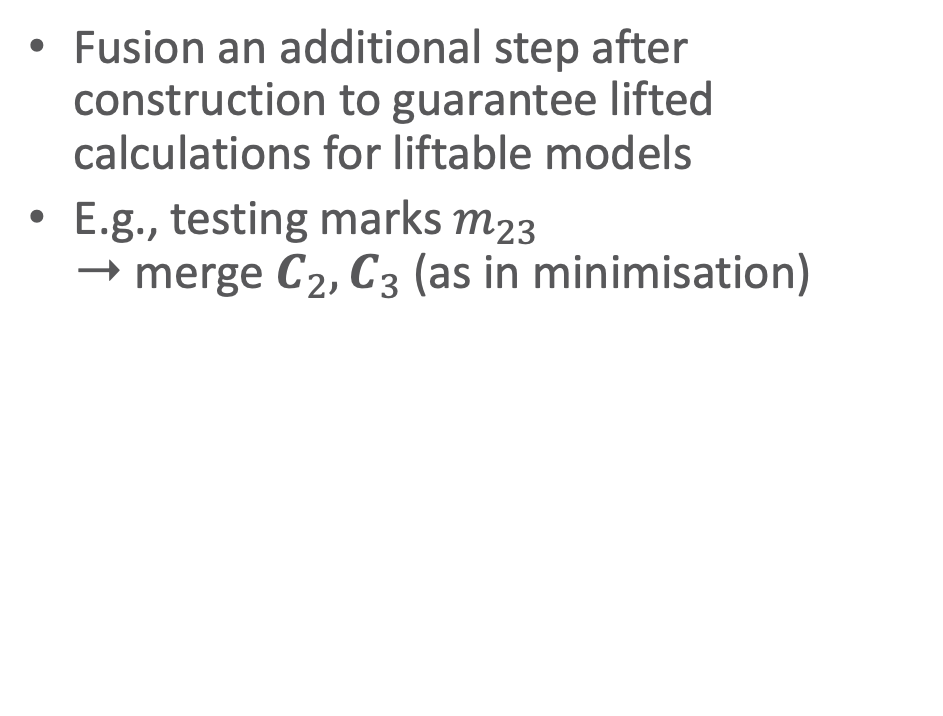 • Fusion an additional step after
construction to guarantee lifted
calculations for liftable models
• E.g., testing marks m₂₃
→ merge C₂, C₃ (as in minimisation)